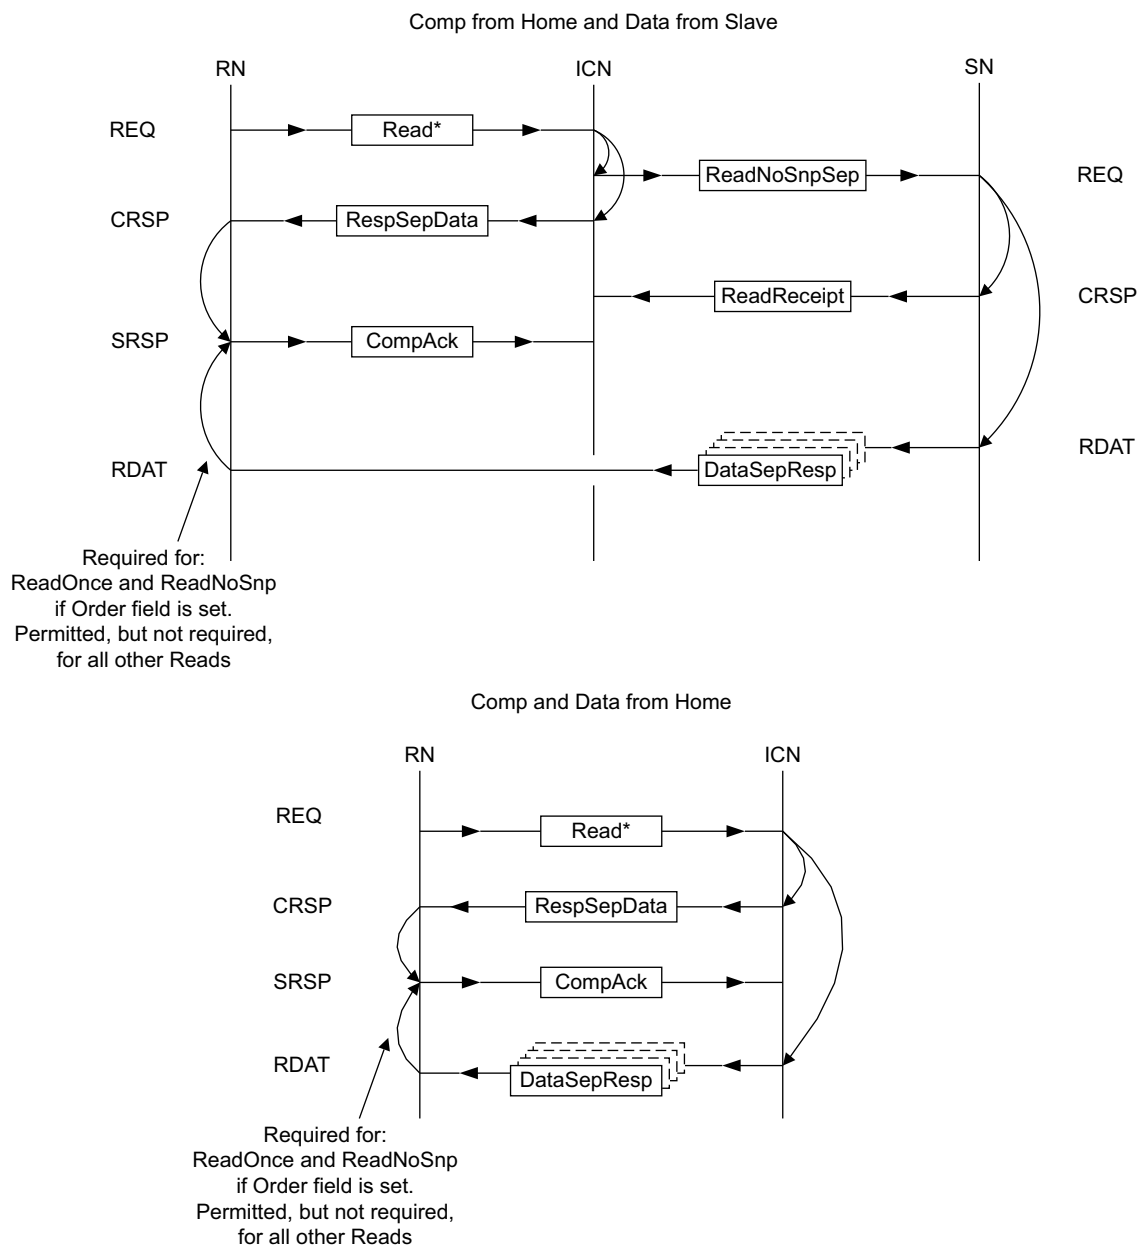 Comp from Home and Data from Slave
RN
ICN
SN
REQ
Read*
ReadNoSnpSep
REQ
CRSP
RespSepData
ReadReceipt
CRSP
SRSP
CompAck
RDAT
RDAT
DataSepResp
Required for:
ReadOnce and ReadNoSnp
if Order field is set.
Permitted, but not required,
for all other Reads
Comp and Data from Home
RN
ICN
REQ
Read*
CRSP
RespSepData
SRSP
CompAck
RDAT
DataSepResp
Required for:
ReadOnce and ReadNoSnp
if Order field is set.
Permitted, but not required,
for all other Reads